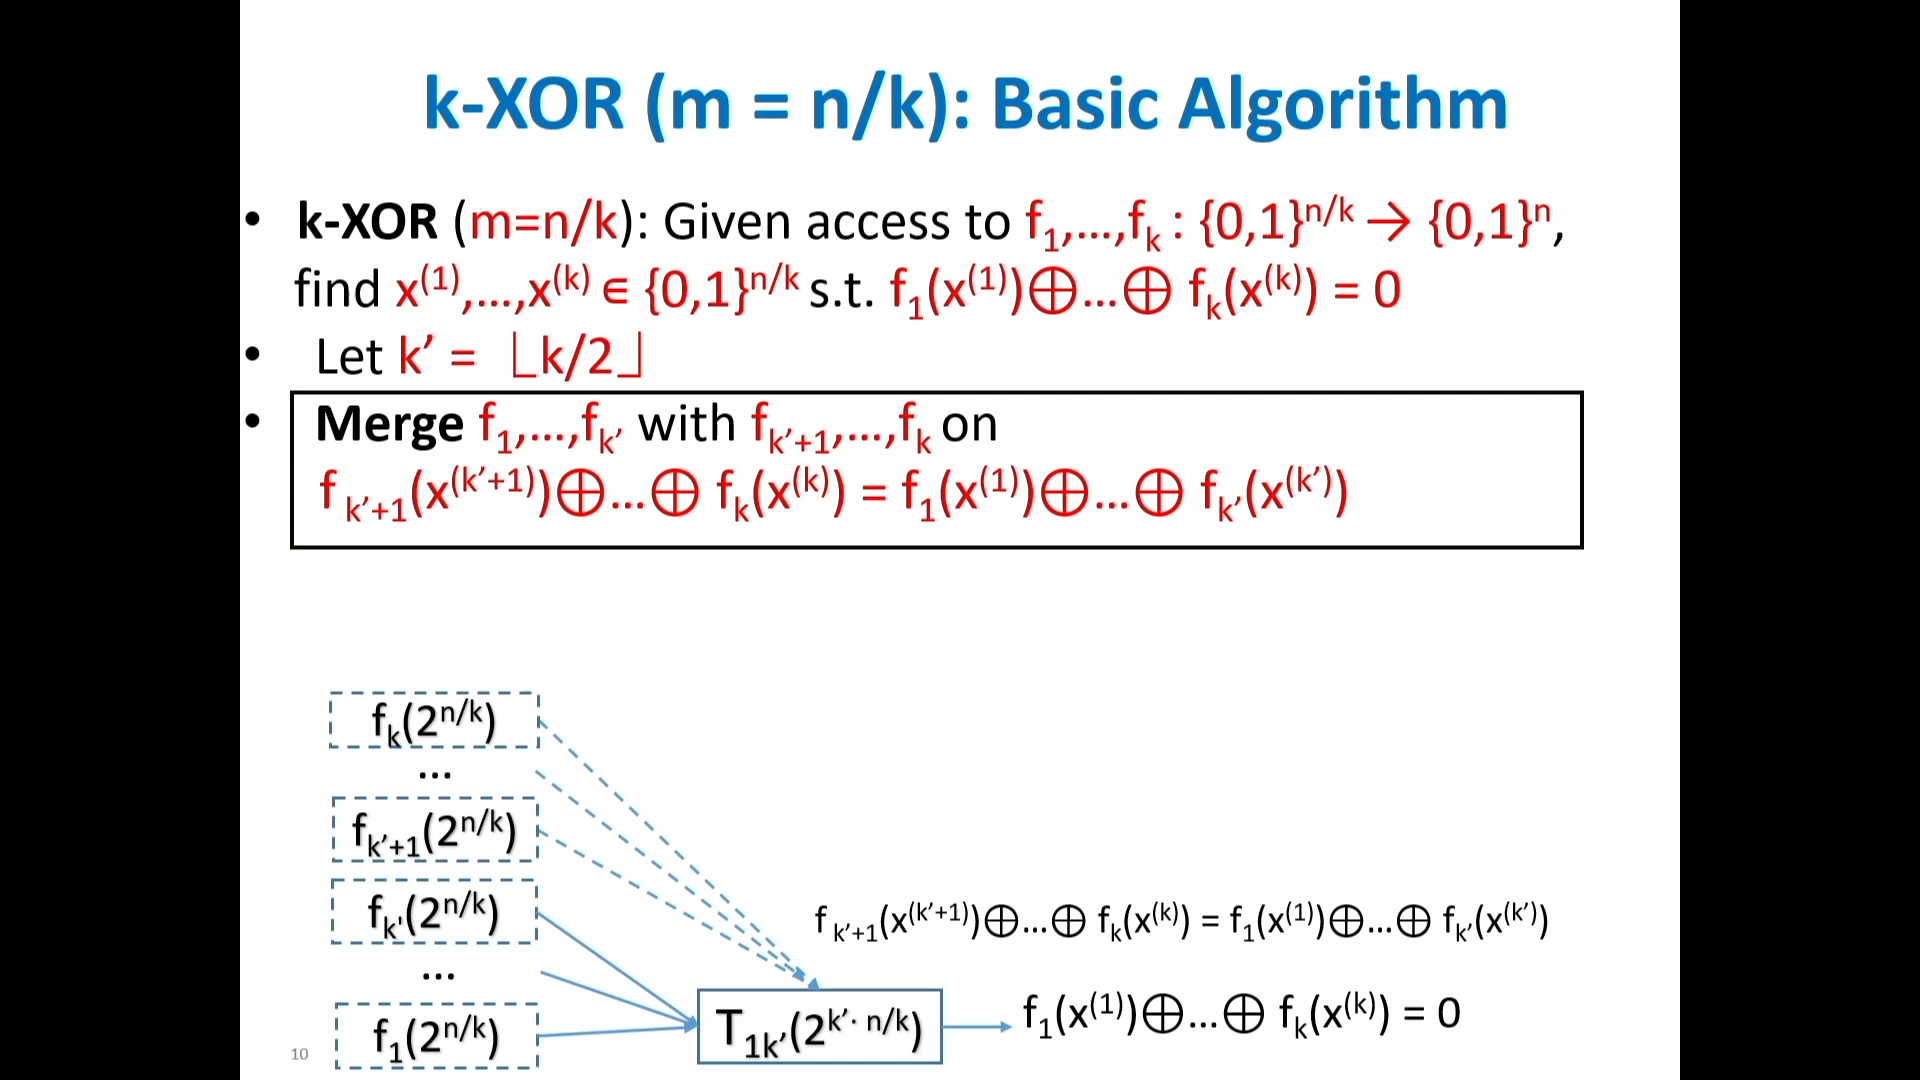 k-XOR (m = n/k): Basic Algorithm
• k-XOR (m=n/k): Given access to f₁,...,fₖ : {0,1}ⁿ/ᵏ → {0,1}ⁿ,
find x⁽¹⁾,...,x⁽ᵏ⁾ ∈ {0,1}ⁿ/ᵏ s.t. f₁(x⁽¹⁾)⊕...⊕ fₖ(x⁽ᵏ⁾) = 0
• Let k’ = ⌊k/2⌋
• Merge f₁,...,fₖ’ with fₖ’₊₁,...,fₖ on
f ₖ’₊₁(x⁽ᵏ’⁺¹⁾)⊕...⊕ fₖ(x⁽ᵏ⁾) = f₁(x⁽¹⁾)⊕...⊕ fₖ’(x⁽ᵏ’⁾)
fₖ(2ⁿ/ᵏ)
...
fₖ’₊₁(2ⁿ/ᵏ)
fₖ'(2ⁿ/ᵏ)
f ₖ’₊₁(x⁽ᵏ’⁺¹⁾)⊕...⊕ fₖ(x⁽ᵏ⁾) = f₁(x⁽¹⁾)⊕...⊕ fₖ’(x⁽ᵏ’⁾)
...
f₁(2ⁿ/ᵏ)
T₁ₖ’(2ᵏ’· ⁿ/ᵏ)
f₁(x⁽¹⁾)⊕...⊕ fₖ(x⁽ᵏ⁾) = 0
10